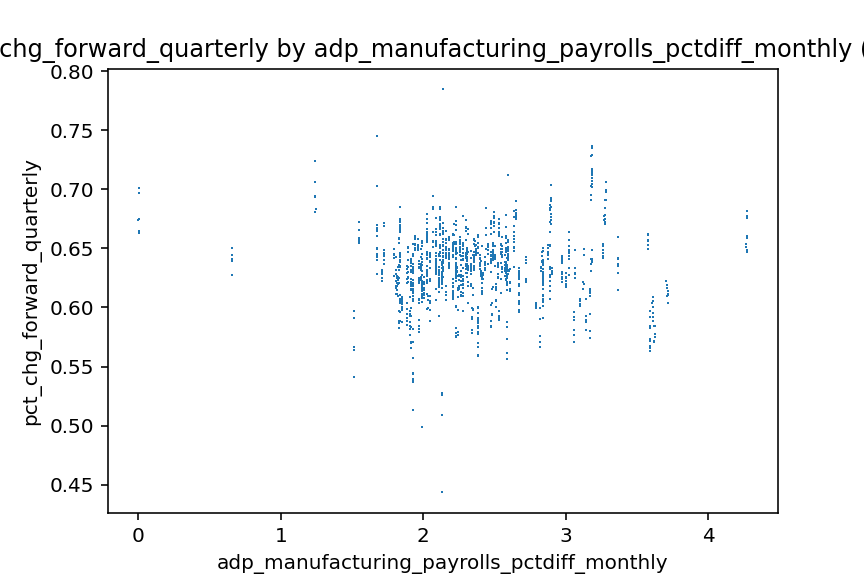 chg_forward_quarterly by adp_manufacturing_payrolls_pctdiff_monthly (
0.80
0.75
0.70
0.65
0.60
0.55
0.50
0.45
pct_chg_forward_quarterly
0 1 2 3 4
adp_manufacturing_payrolls_pctdiff_monthly